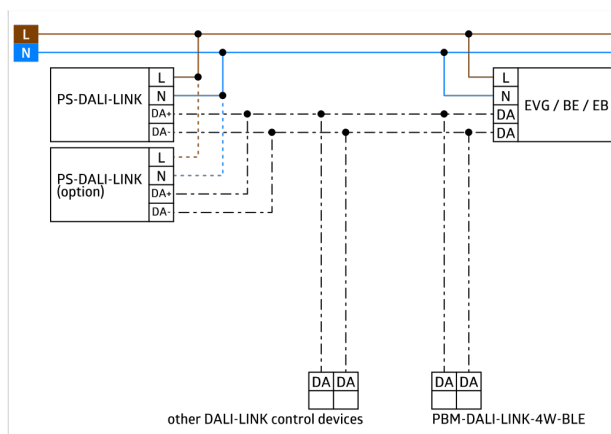 L
N
PS-DALI-LINK
L
N
DA+
DA-
L
N
DA
DA
EVG / BE / EB
PS-DALI-LINK
(option)
L
N
DA+
DA-
DA DA
DA DA
other DALI-LINK control devices
PBM-DALI-LINK-4W-BLE